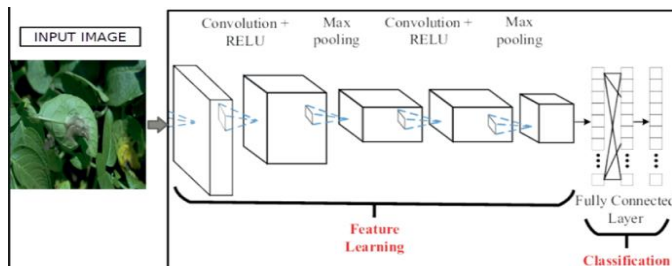 INPUT IMAGE
Convolution +
RELU
Max
pooling
Convolution +
RELU
Max
pooling
Feature
Learning
Fully Connected
Layer
Classification